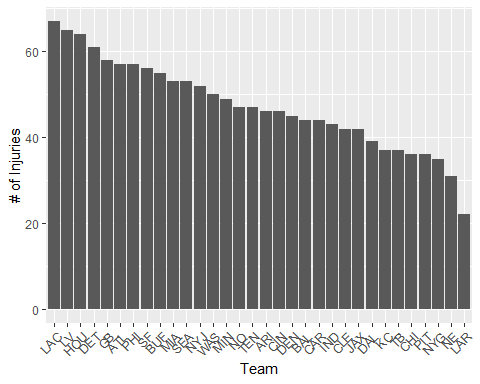 # of Injuries
60
40
20
0
LAC LV HOU DET GB ATL PHI SF BUF MIA SEA NYJ WAS MIN NO TEN ARI CIN DEN BAL CAR IND CLE JAX DAL KC TB CHI PIT NYG NE LAR
Team